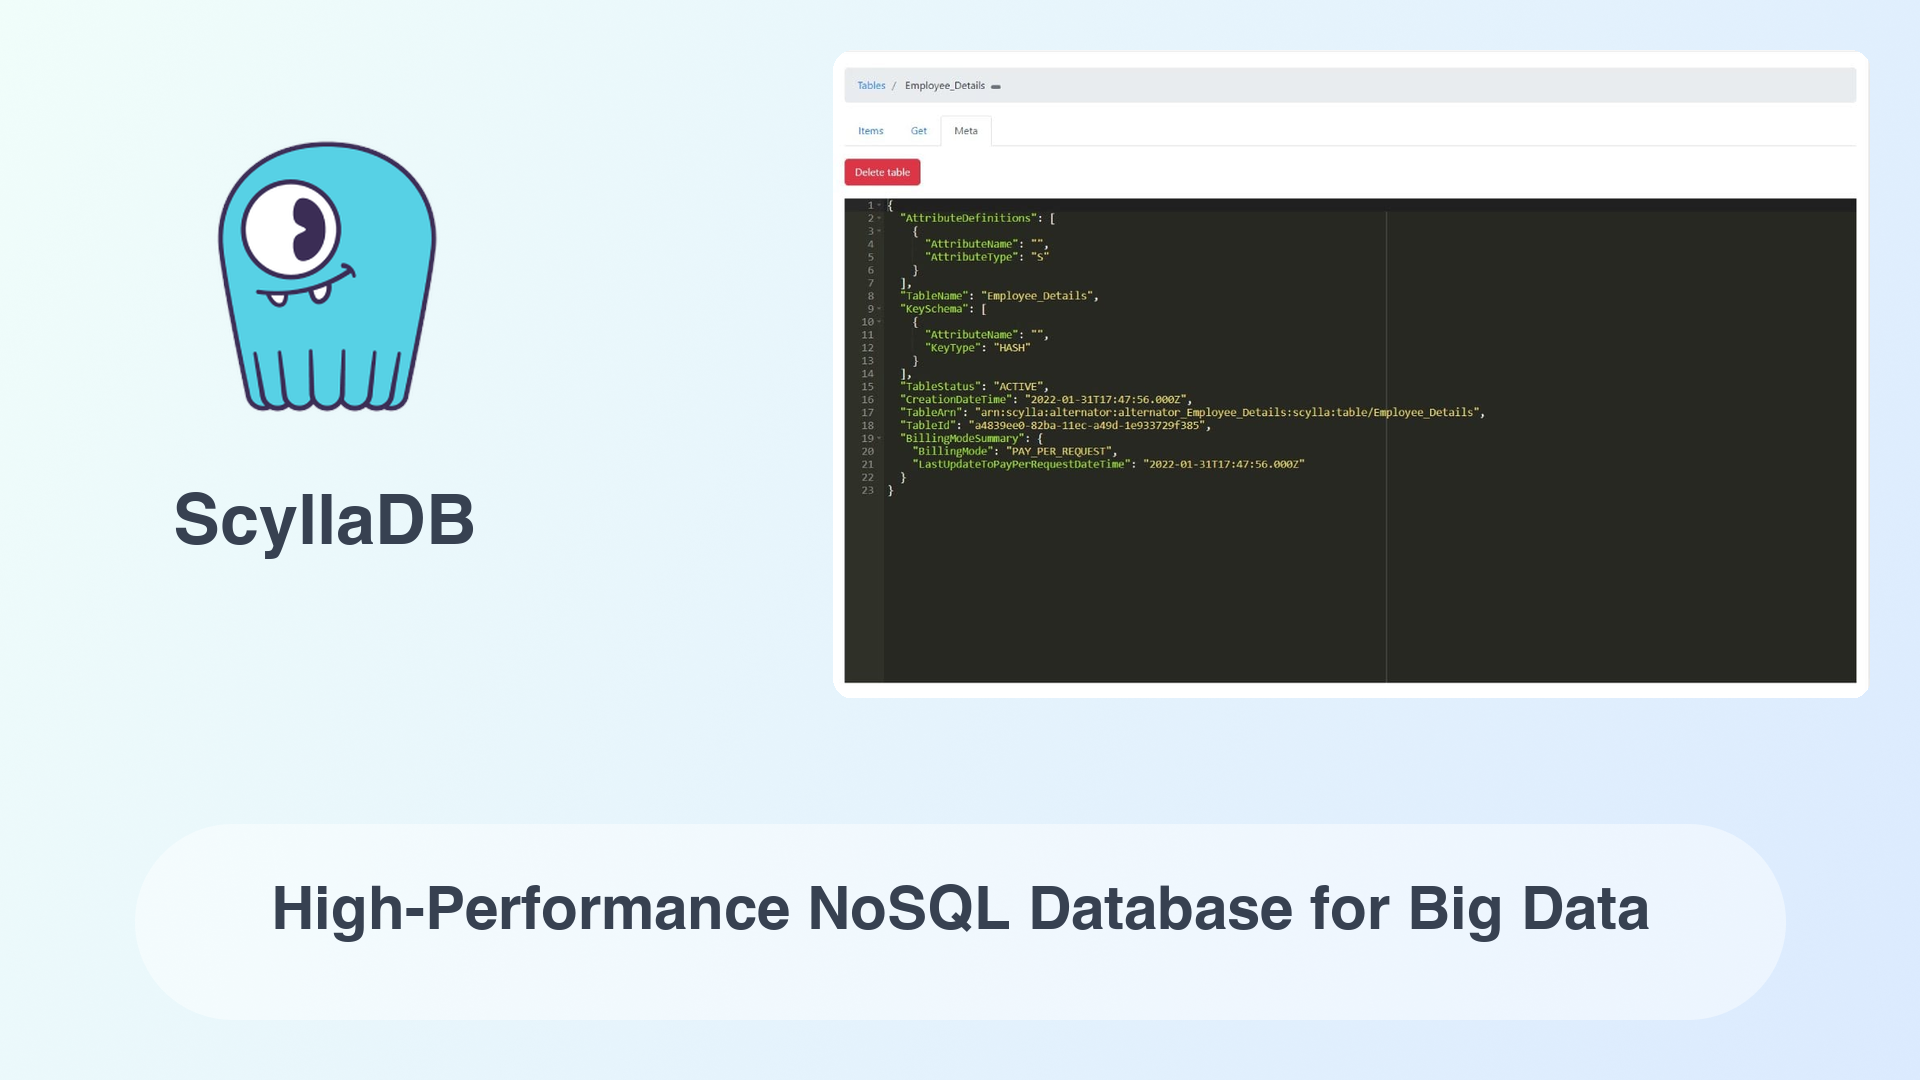 ScyllaDB
Tables / Employee_Details
Items Get Meta
Delete table
1 {
2 "AttributeDefinitions": [
3 {
4 "AttributeName": "",
5 "AttributeType": "S"
6 }
7 ],
8 "TableName": "Employee_Details",
9 "KeySchema": [
10 {
11 "AttributeName": "",
12 "KeyType": "HASH"
13 }
14 ],
15 "TableStatus": "ACTIVE",
16 "CreationDateTime": "2022-01-31T17:47:56.000Z",
17 "TableArn": "arn:scylla:alternator:alternator_Employee_Details:scylla:table/Employee_Details",
18 "TableId": "a4839ee0-82ba-11ec-a49d-1e933729f385",
19 "BillingModeSummary": {
20 "BillingMode": "PAY_PER_REQUEST",
21 "LastUpdateToPayPerRequestDateTime": "2022-01-31T17:47:56.000Z"
22 }
23 }
High-Performance NoSQL Database for Big Data